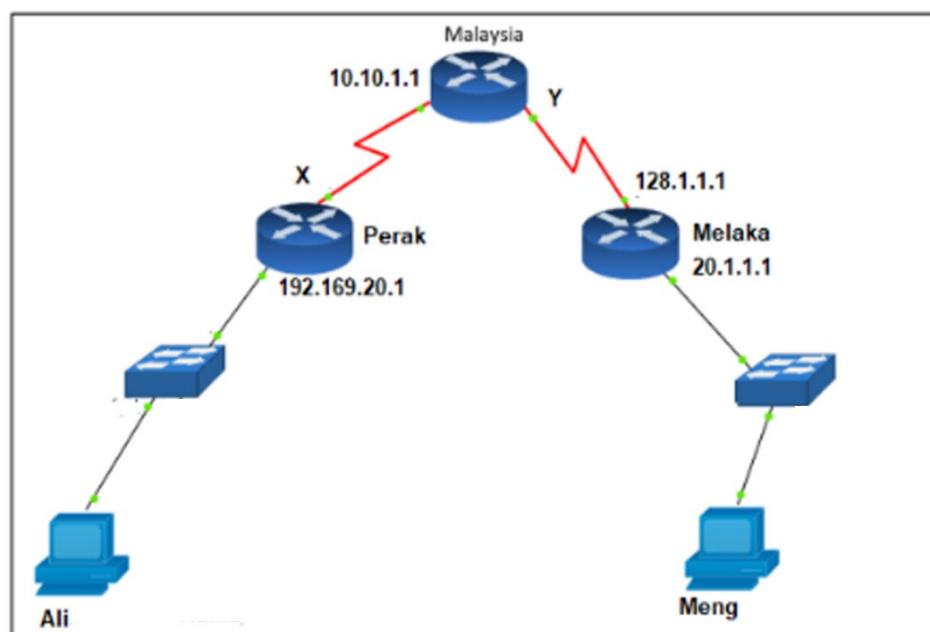 Malaysia
10.10.1.1
Y
X
128.1.1.1
Perak
Melaka
192.169.20.1
20.1.1.1
Ali
Meng